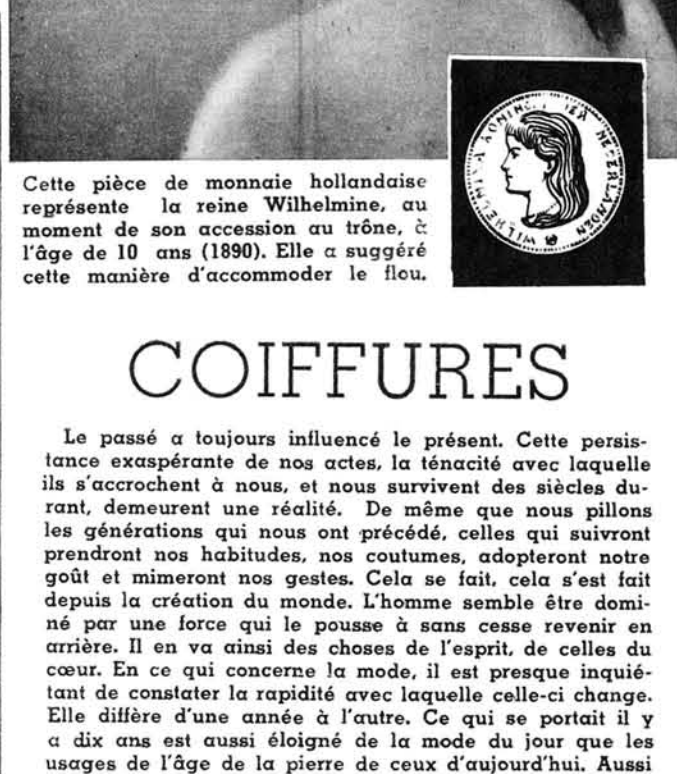 WILHELMINA KONINGIN DER NEDERLANDEN
Cette pièce de monnaie hollandaise
représente la reine Wilhelmine, au
moment de son accession au trône, à
l'âge de 10 ans (1890). Elle a suggéré
cette manière d'accommoder le flou.
COIFFURES
Le passé a toujours influencé le présent. Cette persis-
tance exaspérante de nos actes, la ténacité avec laquelle
ils s'accrochent à nous, et nous survivent des siècles du-
rant, demeurent une réalité. De même que nous pillons
les générations qui nous ont précédé, celles qui suivront
prendront nos habitudes, nos coutumes, adopteront notre
goût et mimeront nos gestes. Cela se fait, cela s'est fait
depuis la création du monde. L'homme semble être domi-
né par une force qui le pousse à sans cesse revenir en
arrière. Il en va ainsi des choses de l'esprit, de celles du
cœur. En ce qui concerne la mode, il est presque inquié-
tant de constater la rapidité avec laquelle celle-ci change.
Elle diffère d'une année à l'autre. Ce qui se portait il y
a dix ans est aussi éloigné de la mode du jour que les
usages de l'âge de la pierre de ceux d'aujourd'hui. Aussi